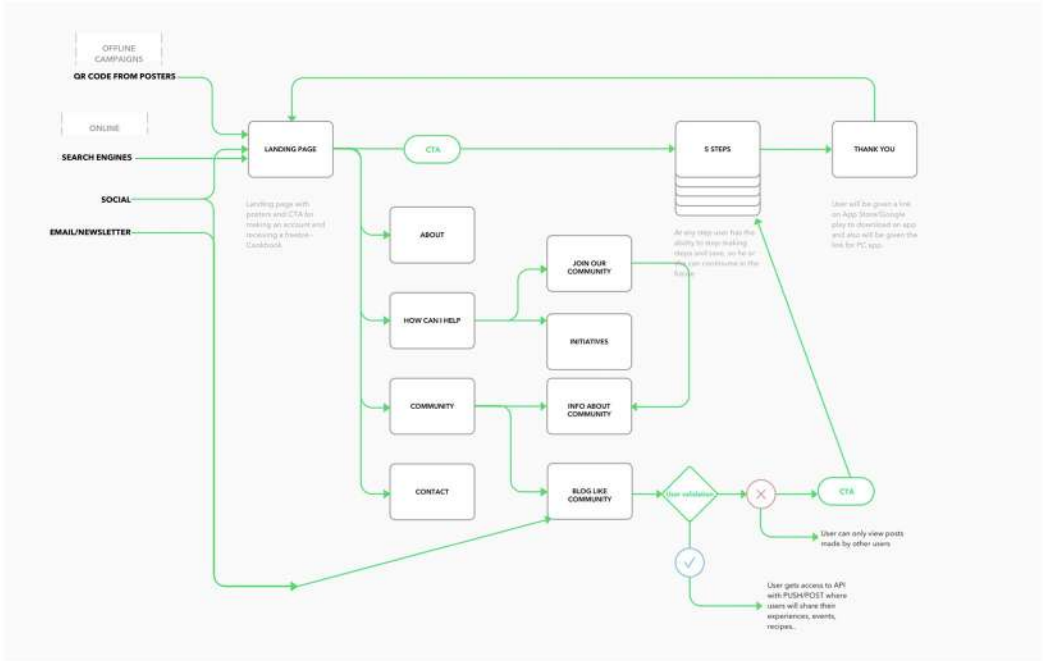 OFFLINE
CAMPAIGNS
QR CODE FROM POSTERS
ONLINE
SEARCH ENGINES
SOCIAL
EMAIL/NEWSLETTER
LANDING PAGE
Landing page with
posters and CTA for
making an account and
receiving a freebie -
Cookbook
CTA
5 STEPS
At any step user has the
ability to stop making
steps and save, so he or
she can continume in the
future
THANK YOU
User will be given a link
on App Store/Google
play to download an app
and also will be given the
link for PC app.
ABOUT
HOW CAN I HELP
JOIN OUR
COMMUNITY
INITIATIVES
COMMUNITY
INFO ABOUT
COMMUNITY
CONTACT
BLOG LIKE
COMMUNITY
User validation
CTA
User can only view posts
made by other users
User gets access to API
with PUSH/POST where
users will share their
experiences, events,
recipes..